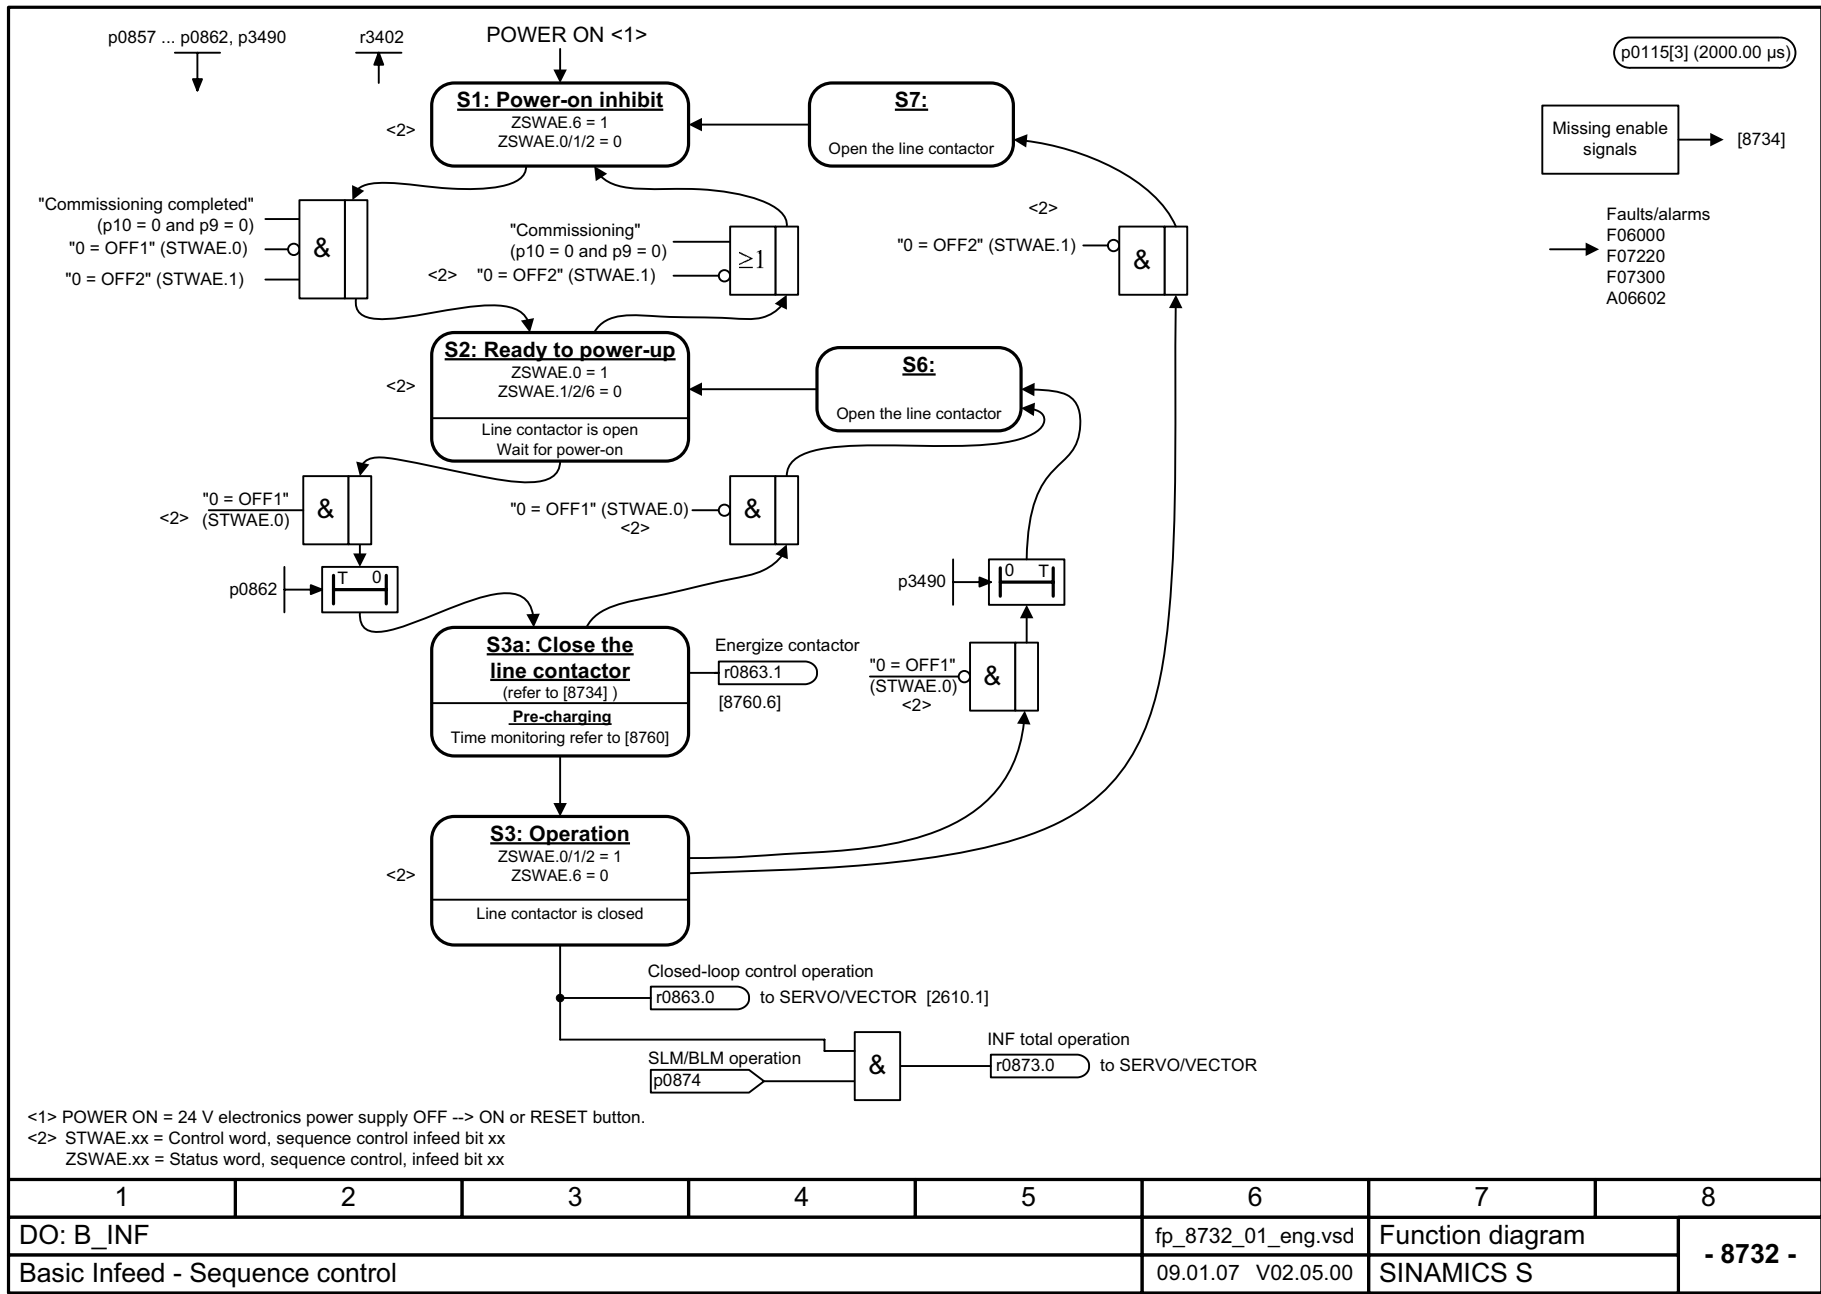 p0857 ... p0862, p3490
r3402
POWER ON <1>
p0115[3] (2000.00 µs)
S1: Power-on inhibit
ZSWAE.6 = 1
ZSWAE.0/1/2 = 0
<2>
S7:
Open the line contactor
Missing enable
signals
[8734]
"Commissioning completed"
(p10 = 0 and p9 = 0)
"0 = OFF1" (STWAE.0)
"0 = OFF2" (STWAE.1)
&
"Commissioning"
(p10 = 0 and p9 = 0)
<2> "0 = OFF2" (STWAE.1)
≥1
<2>
"0 = OFF2" (STWAE.1)
&
Faults/alarms
F06000
F07220
F07300
A06602
S2: Ready to power-up
ZSWAE.0 = 1
ZSWAE.1/2/6 = 0
<2>
Line contactor is open
Wait for power-on
S6:
Open the line contactor
"0 = OFF1"
<2> (STWAE.0)
&
"0 = OFF1" (STWAE.0)
<2>
&
p0862
T 0
p3490
0 T
S3a: Close the
line contactor
(refer to [8734] )
Pre-charging
Time monitoring refer to [8760]
Energize contactor
r0863.1
[8760.6]
"0 = OFF1"
(STWAE.0)
<2>
&
S3: Operation
ZSWAE.0/1/2 = 1
ZSWAE.6 = 0
<2>
Line contactor is closed
Closed-loop control operation
r0863.0 to SERVO/VECTOR [2610.1]
SLM/BLM operation
p0874
&
INF total operation
r0873.0 to SERVO/VECTOR
<1> POWER ON = 24 V electronics power supply OFF --> ON or RESET button.
<2> STWAE.xx = Control word, sequence control infeed bit xx
ZSWAE.xx = Status word, sequence control, infeed bit xx
1 2 3 4 5 6 7 8
DO: B_INF
fp_8732_01_eng.vsd
Function diagram
- 8732 -
Basic Infeed - Sequence control
09.01.07 V02.05.00
SINAMICS S